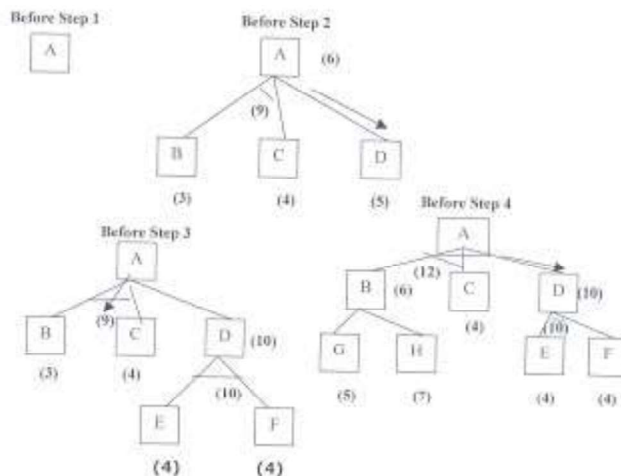 Before Step 1
A
Before Step 2
A (6)
(9)
B C D
(3) (4) (5)
Before Step 3
A
(9)
B C D (10)
(3) (4)
(10)
E F
(4) (4)
Before Step 4
A
(12)
B (6) C D (10)
(4) (10)
G H E F
(5) (7) (4) (4)